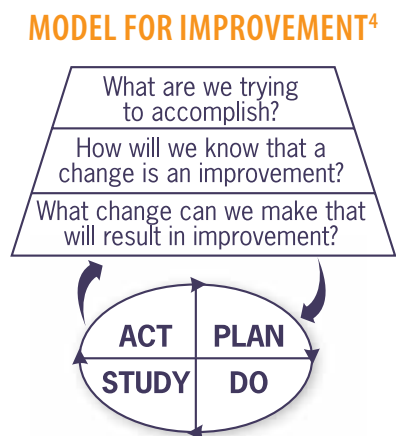 MODEL FOR IMPROVEMENT⁴
What are we trying
to accomplish?
How will we know that a
change is an improvement?
What change can we make that
will result in improvement?
ACT PLAN
STUDY DO